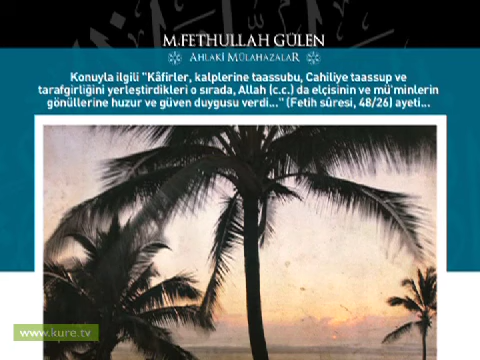 M.FETHULLAH GÜLEN
AHLAKİ MÜLAHAZALAR
Konuyla ilgili "Kâfirler, kalplerine taassubu, Cahiliye taassup ve
tarafgirliğini yerleştirdikleri o sırada, Allah (c.c.) da elçisinin ve mü'minlerin
gönüllerine huzur ve güven duygusu verdi..." (Fetih sûresi, 48/26) ayeti...
www.kure.tv